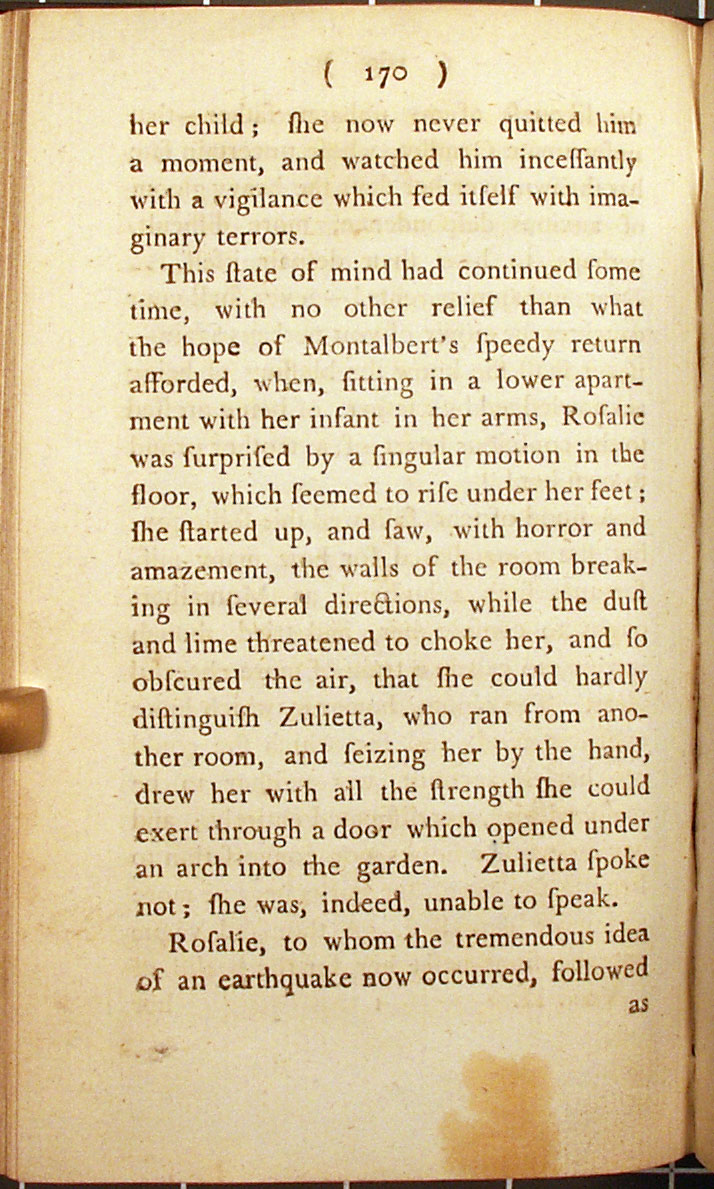 ( 170 )
her child; ſhe now never quitted him
a moment, and watched him inceſſantly
with a vigilance which fed itſelf with ima-
ginary terrors.
This ſtate of mind had continued ſome
time, with no other relief than what
the hope of Montalbert's ſpeedy return
afforded, when, ſitting in a lower apart-
ment with her infant in her arms, Roſalie
was ſurpriſed by a ſingular motion in the
floor, which ſeemed to riſe under her feet;
ſhe ſtarted up, and ſaw, with horror and
amazement, the walls of the room break-
ing in ſeveral directions, while the duſt
and lime threatened to choke her, and ſo
obſcured the air, that ſhe could hardly
diſtinguiſh Zulietta, who ran from ano-
ther room, and ſeizing her by the hand,
drew her with all the ſtrength ſhe could
exert through a door which opened under
an arch into the garden. Zulietta ſpoke
not; ſhe was, indeed, unable to ſpeak.
Roſalie, to whom the tremendous idea
of an earthquake now occurred, followed
as